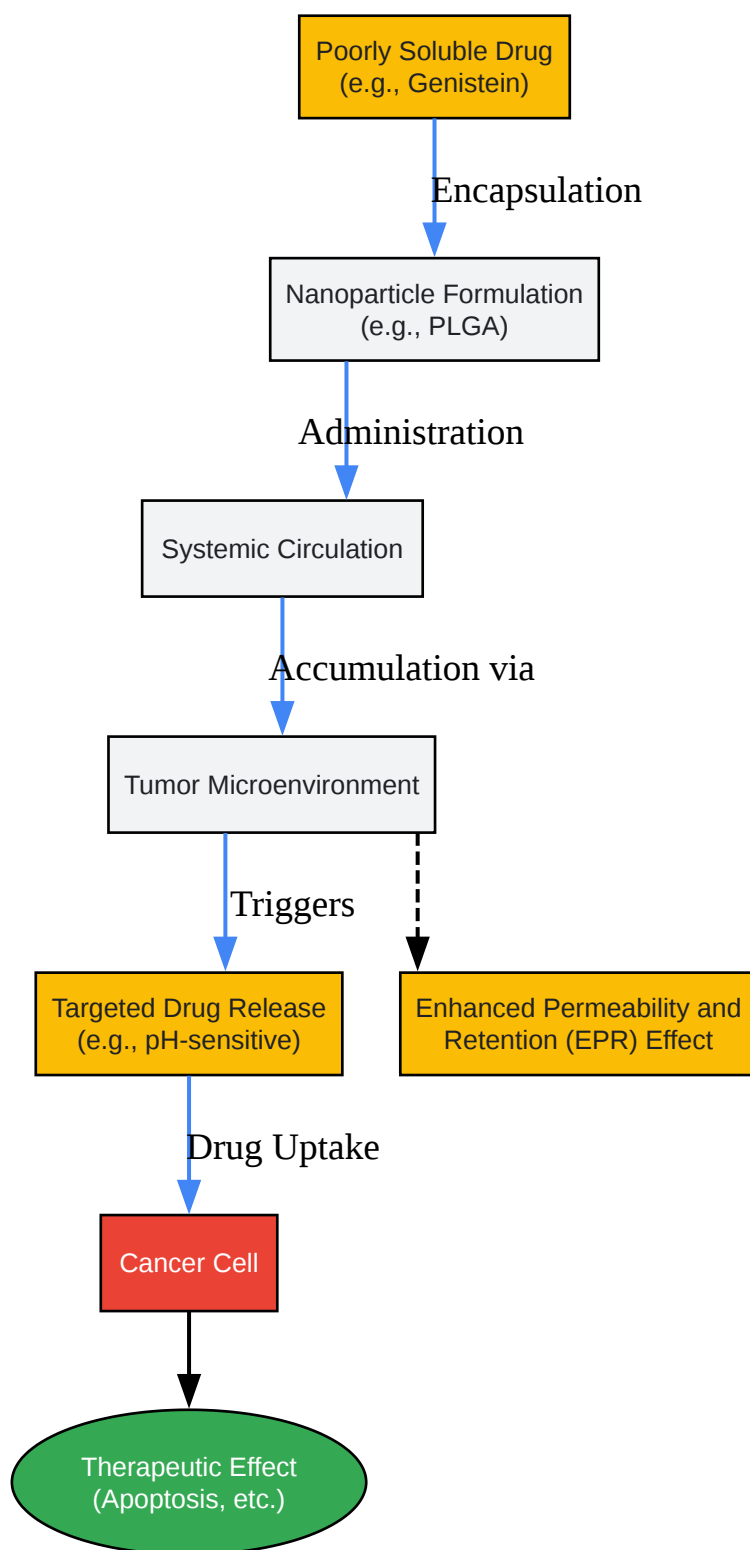 Poorly Soluble Drug
(e.g., Genistein)
Encapsulation
Nanoparticle Formulation
(e.g., PLGA)
Administration
Systemic Circulation
Accumulation via
Tumor Microenvironment
Triggers
Targeted Drug Release
(e.g., pH-sensitive)
Enhanced Permeability and
Retention (EPR) Effect
Drug Uptake
Cancer Cell
Therapeutic Effect
(Apoptosis, etc.)